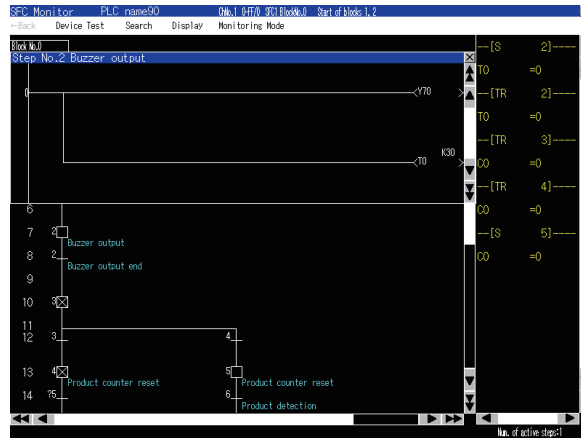 SFC Monitor PLC name90 CHNo.1 0-FF/0 SFC1 BlockNo.0 Start of blocks 1, 2
←Back Device Test Search Display Monitoring Mode
Block No.0
Step No.2 Buzzer output
0 Y70
K30
T0
6
7 2 Buzzer output
8 2 Buzzer output end
9
10 3
11
12 3 4
13 4 Product counter reset 5 Product counter reset
14 ?5 6 Product detection
--[S 2]----
T0 =0
--[TR 2]----
T0 =0
--[TR 3]----
C0 =0
--[TR 4]----
C0 =0
--[S 5]----
C0 =0
Num. of active steps:1